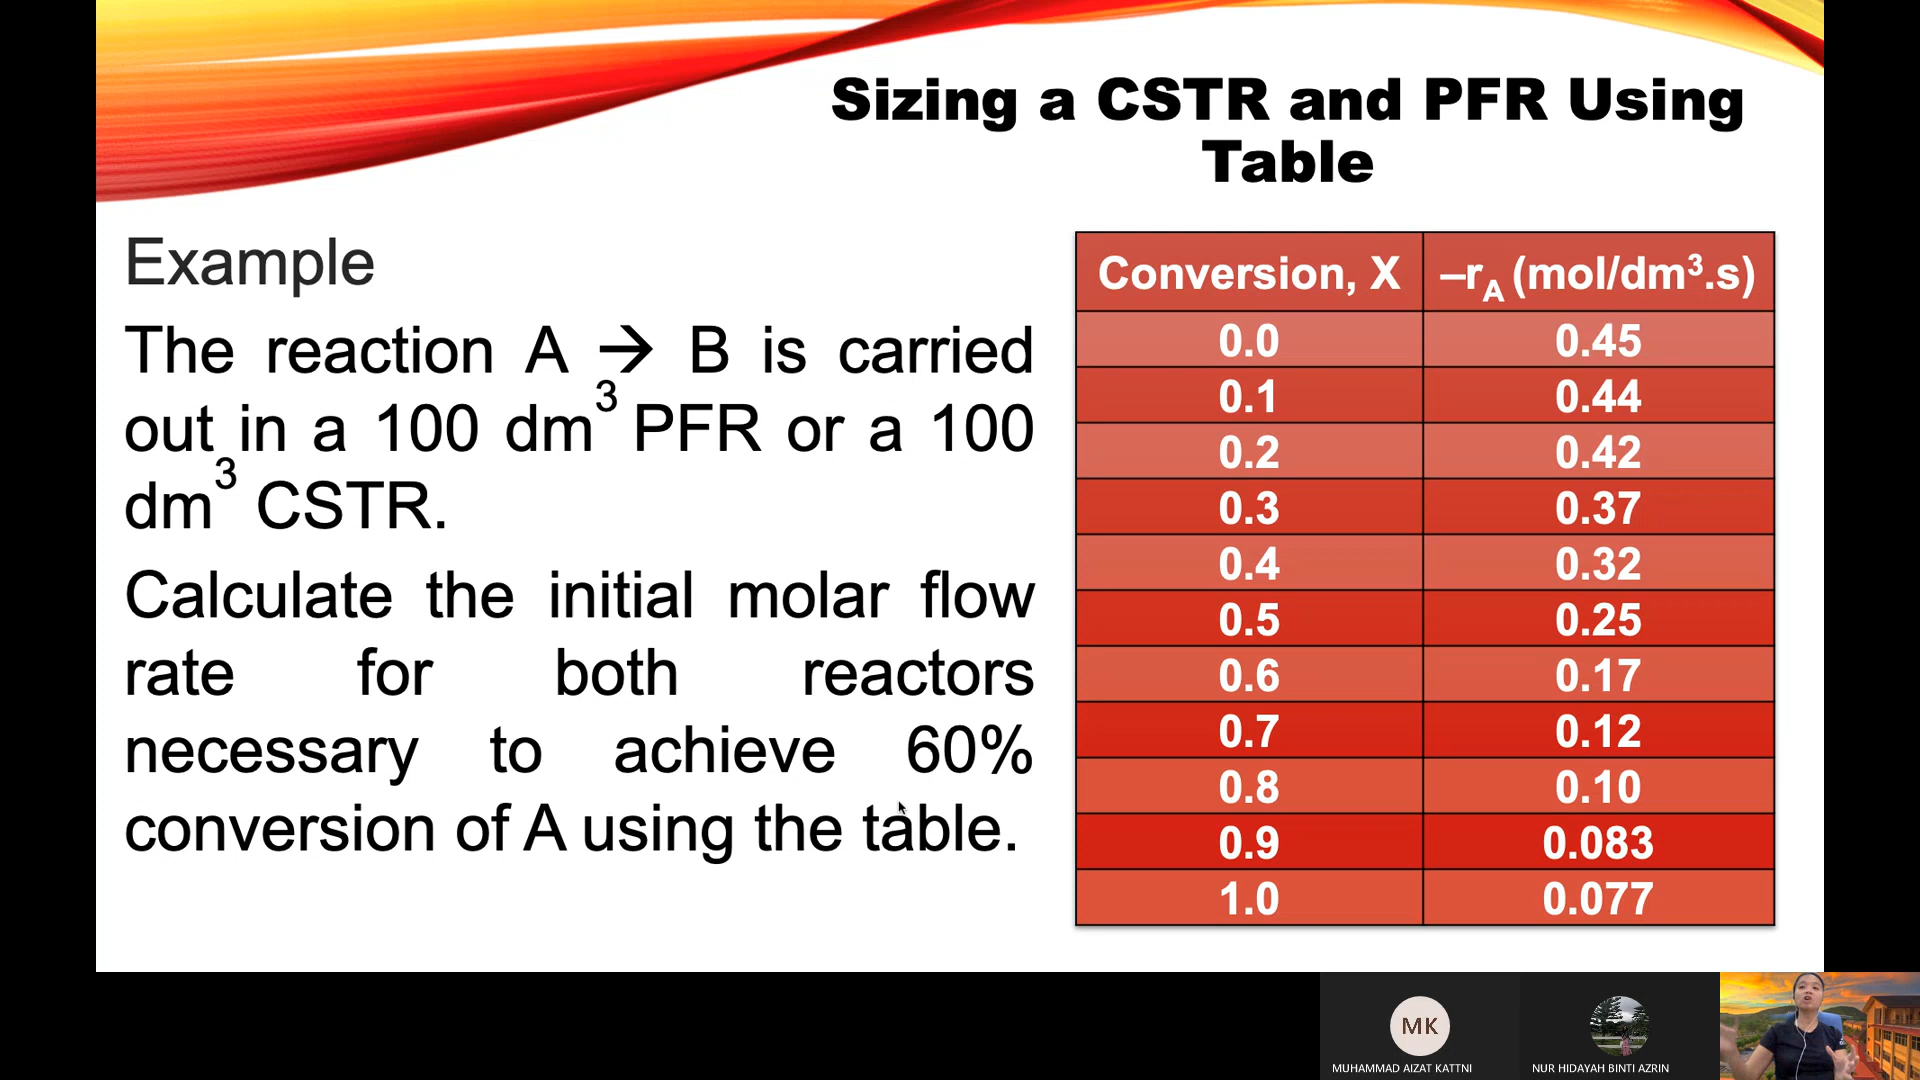 Sizing a CSTR and PFR Using
Table
Example
The reaction A → B is carried
out in a 100 dm³ PFR or a 100
dm³ CSTR.
Calculate the initial molar flow
rate for both reactors
necessary to achieve 60%
conversion of A using the table.
Conversion, X –rA (mol/dm³.s)
0.0 0.45
0.1 0.44
0.2 0.42
0.3 0.37
0.4 0.32
0.5 0.25
0.6 0.17
0.7 0.12
0.8 0.10
0.9 0.083
1.0 0.077
MK
MUHAMMAD AIZAT KATTNI
NUR HIDAYAH BINTI AZRIN